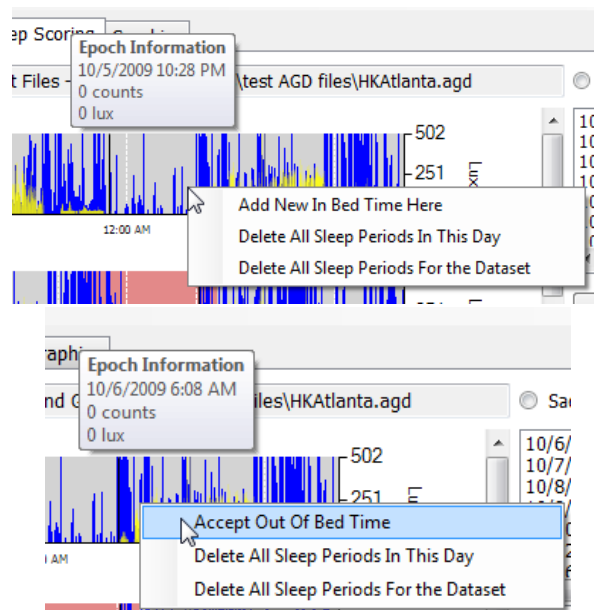 ep Scoring
Epoch Information
10/5/2009 10:28 PM
0 counts
0 lux
t Files -
\test AGD files\HKAtlanta.agd
502
251
Lux
12:00 AM
Add New In Bed Time Here
Delete All Sleep Periods In This Day
Delete All Sleep Periods For the Dataset
raphi
Epoch Information
10/6/2009 6:08 AM
0 counts
0 lux
nd G
iles\HKAtlanta.agd
Sad
502
251
10/6/
10/7/
10/8/
AM
Accept Out Of Bed Time
Delete All Sleep Periods In This Day
Delete All Sleep Periods For the Dataset